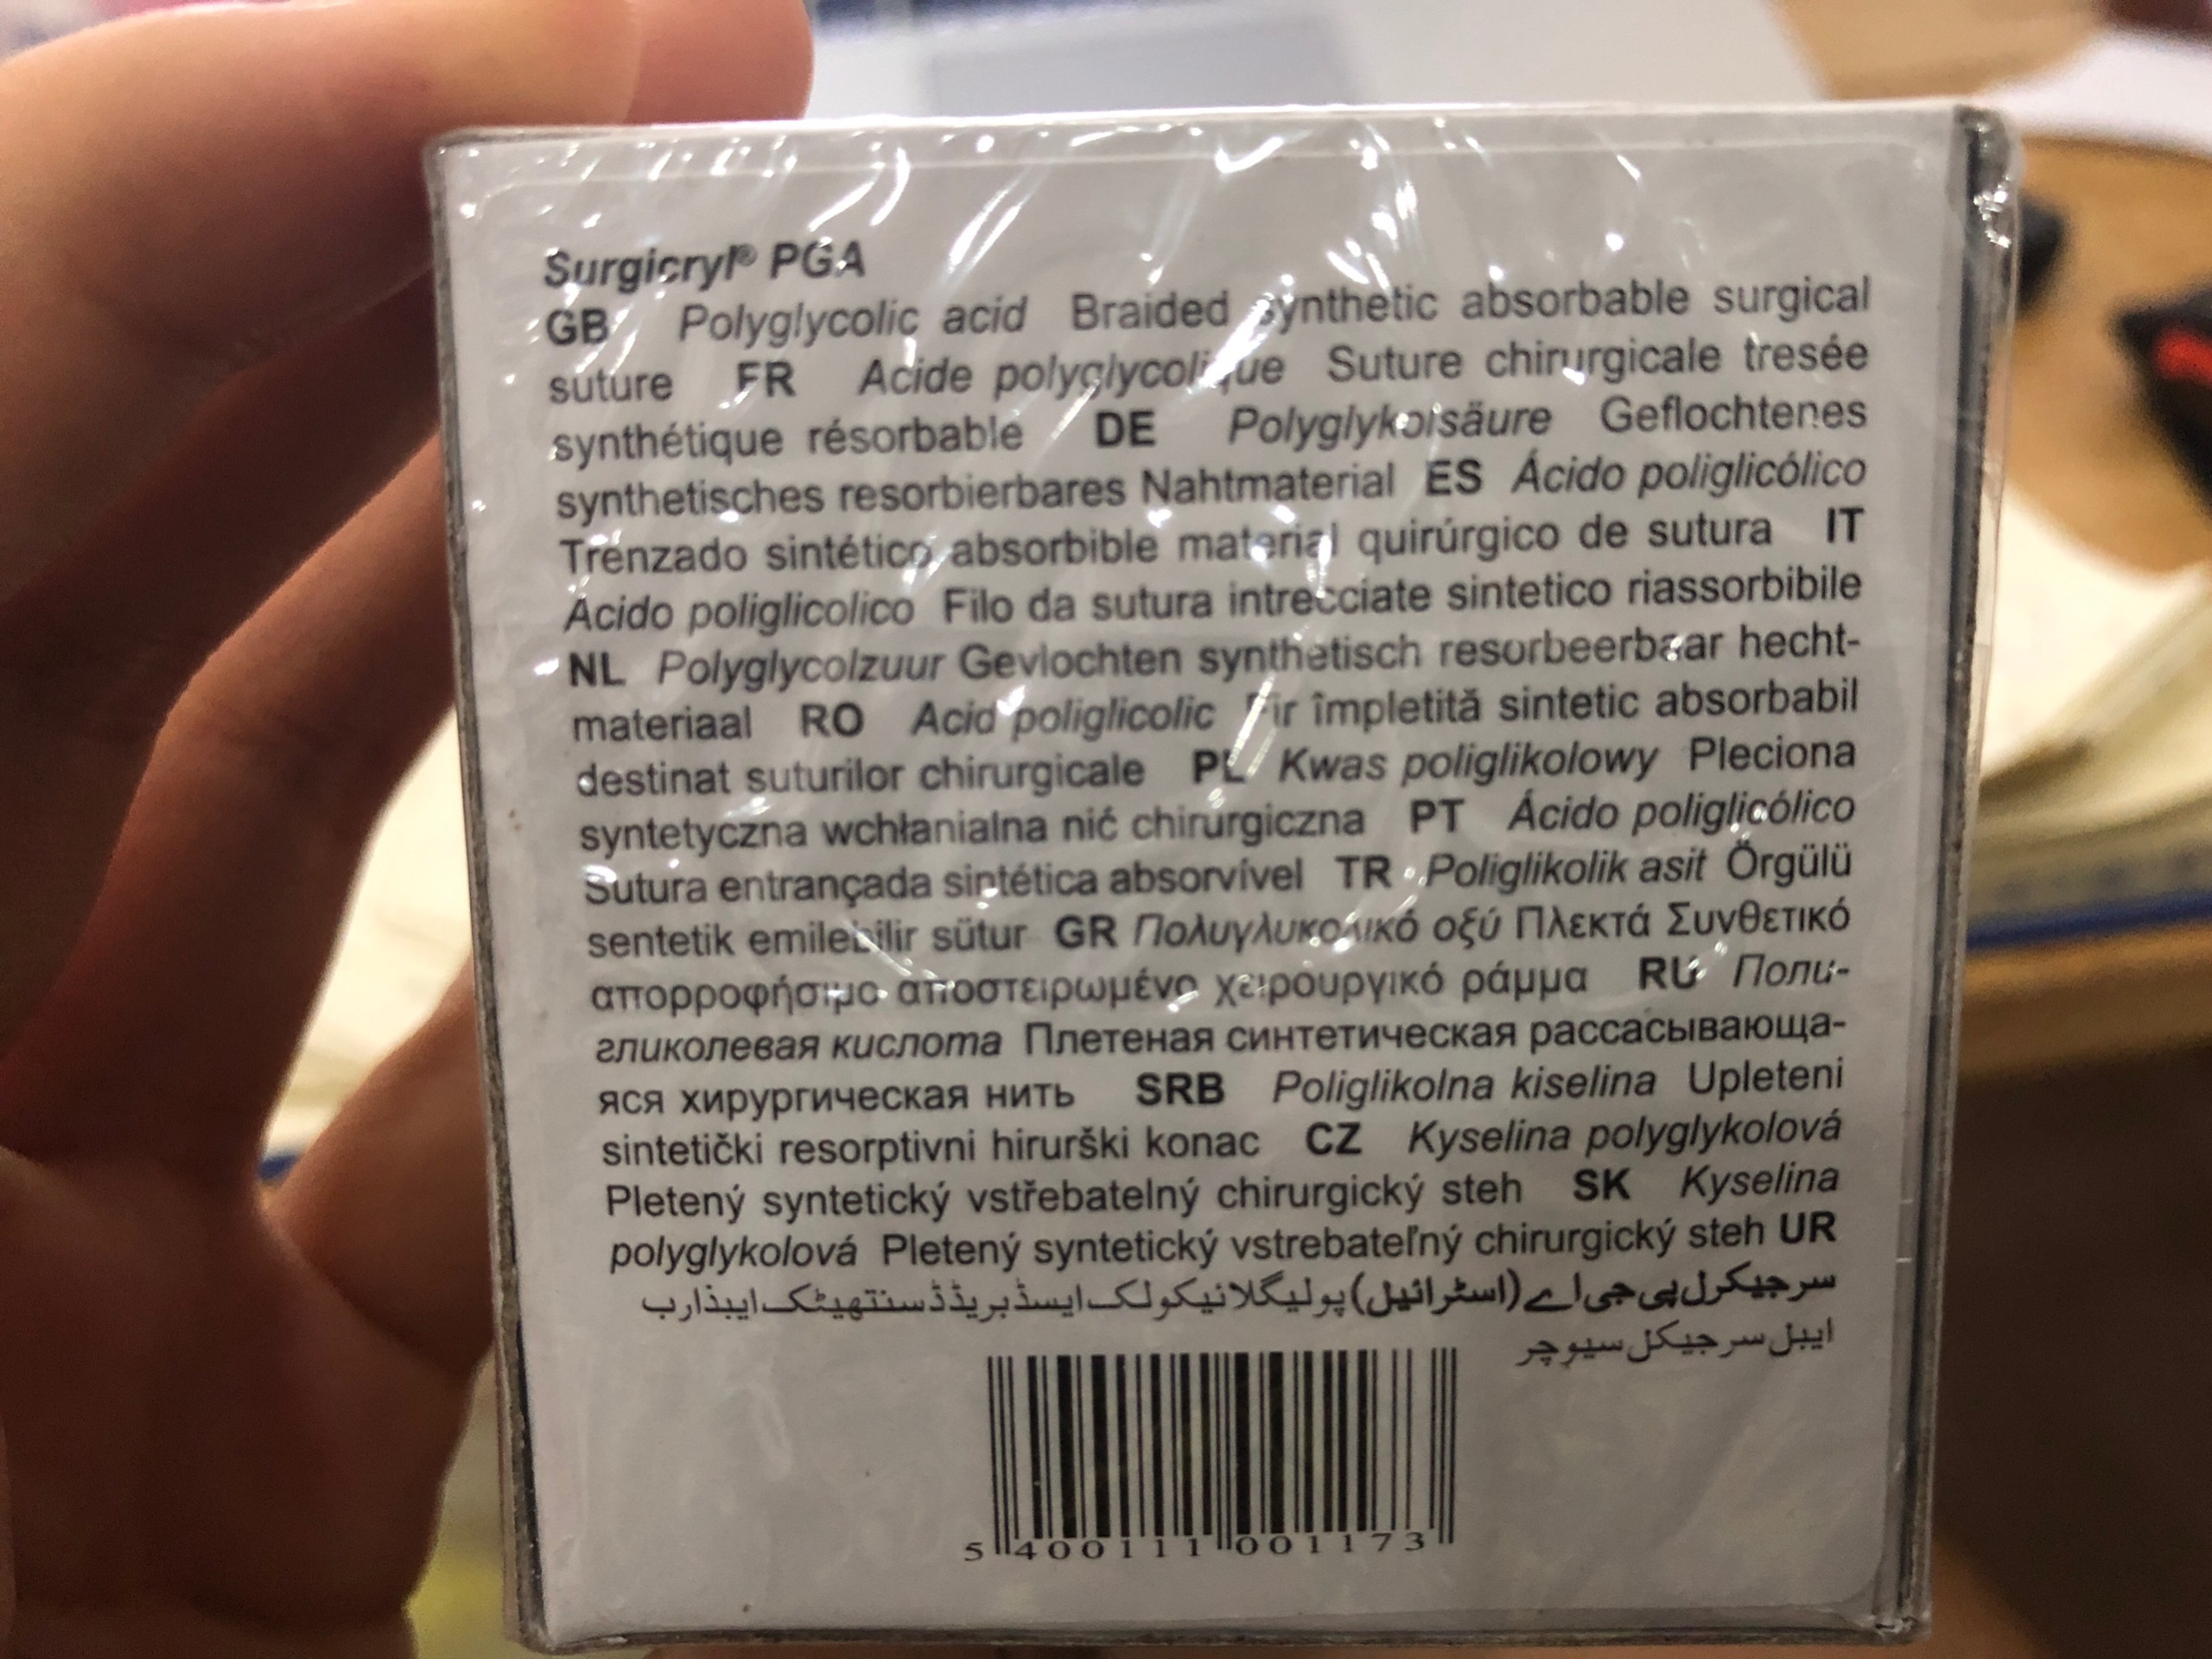 Surgicryl® PGA
GB Polyglycolic acid Braided synthetic absorbable surgical
suture FR Acide polyglycolique Suture chirurgicale tresée
synthétique résorbable DE Polyglykolsäure Geflochtenes
synthetisches resorbierbares Nahtmaterial ES Ácido poliglicólico
Trenzado sintético absorbible material quirúrgico de sutura IT
Acido poliglicolico Filo da sutura intrecciate sintetico riassorbibile
NL Polyglycolzuur Gevlochten synthetisch resorbeerbaar hecht-
materiaal RO Acid poliglicolic Fir împletită sintetic absorbabil
destinat suturilor chirurgicale PL Kwas poliglikolowy Pleciona
syntetyczna wchłanialna nić chirurgiczna PT Ácido poliglicólico
Sutura entrançada sintética absorvível TR Poliglikolik asit Örgülü
sentetik emilebilir sütur GR Πολυγλυκολικό οξύ Πλεκτά Συνθετικό
απορροφήσιμο αποστειρωμένο χειρουργικό ράμμα RU Поли-
гликолевая кислота Плетеная синтетическая рассасывающа-
яся хирургическая нить SRB Poliglikolna kiselina Upleteni
sintetički resorptivni hirurški konac CZ Kyselina polyglykolová
Pletený syntetický vstřebatelný chirurgický steh SK Kyselina
polyglykolová Pletený syntetický vstrebateľný chirurgický steh UR
سرجیکرل پی جی اے (اسٹرائیل) پولیگلائیکولک ایسڈ بریڈڈ سنتھیٹک ایبذارب
ایبل سرجیکل سیوچر
5 400111 001173